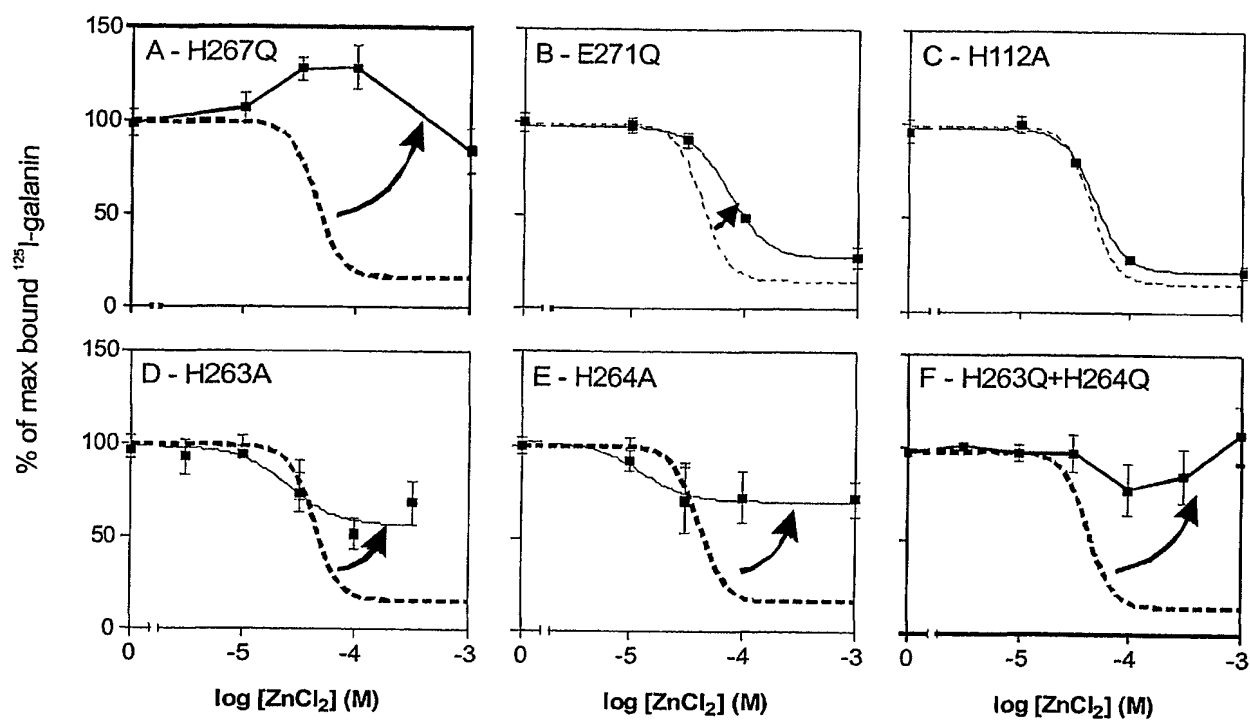 150
A - H267Q
B - E271Q
C - H112A
100
50
0
% of max bound ¹²⁵I-galanin
150
D - H263A
E - H264A
F - H263Q+H264Q
100
50
0
0 -5 -4 -3
0 -5 -4 -3
0 -5 -4 -3
log [ZnCl₂] (M)
log [ZnCl₂] (M)
log [ZnCl₂] (M)